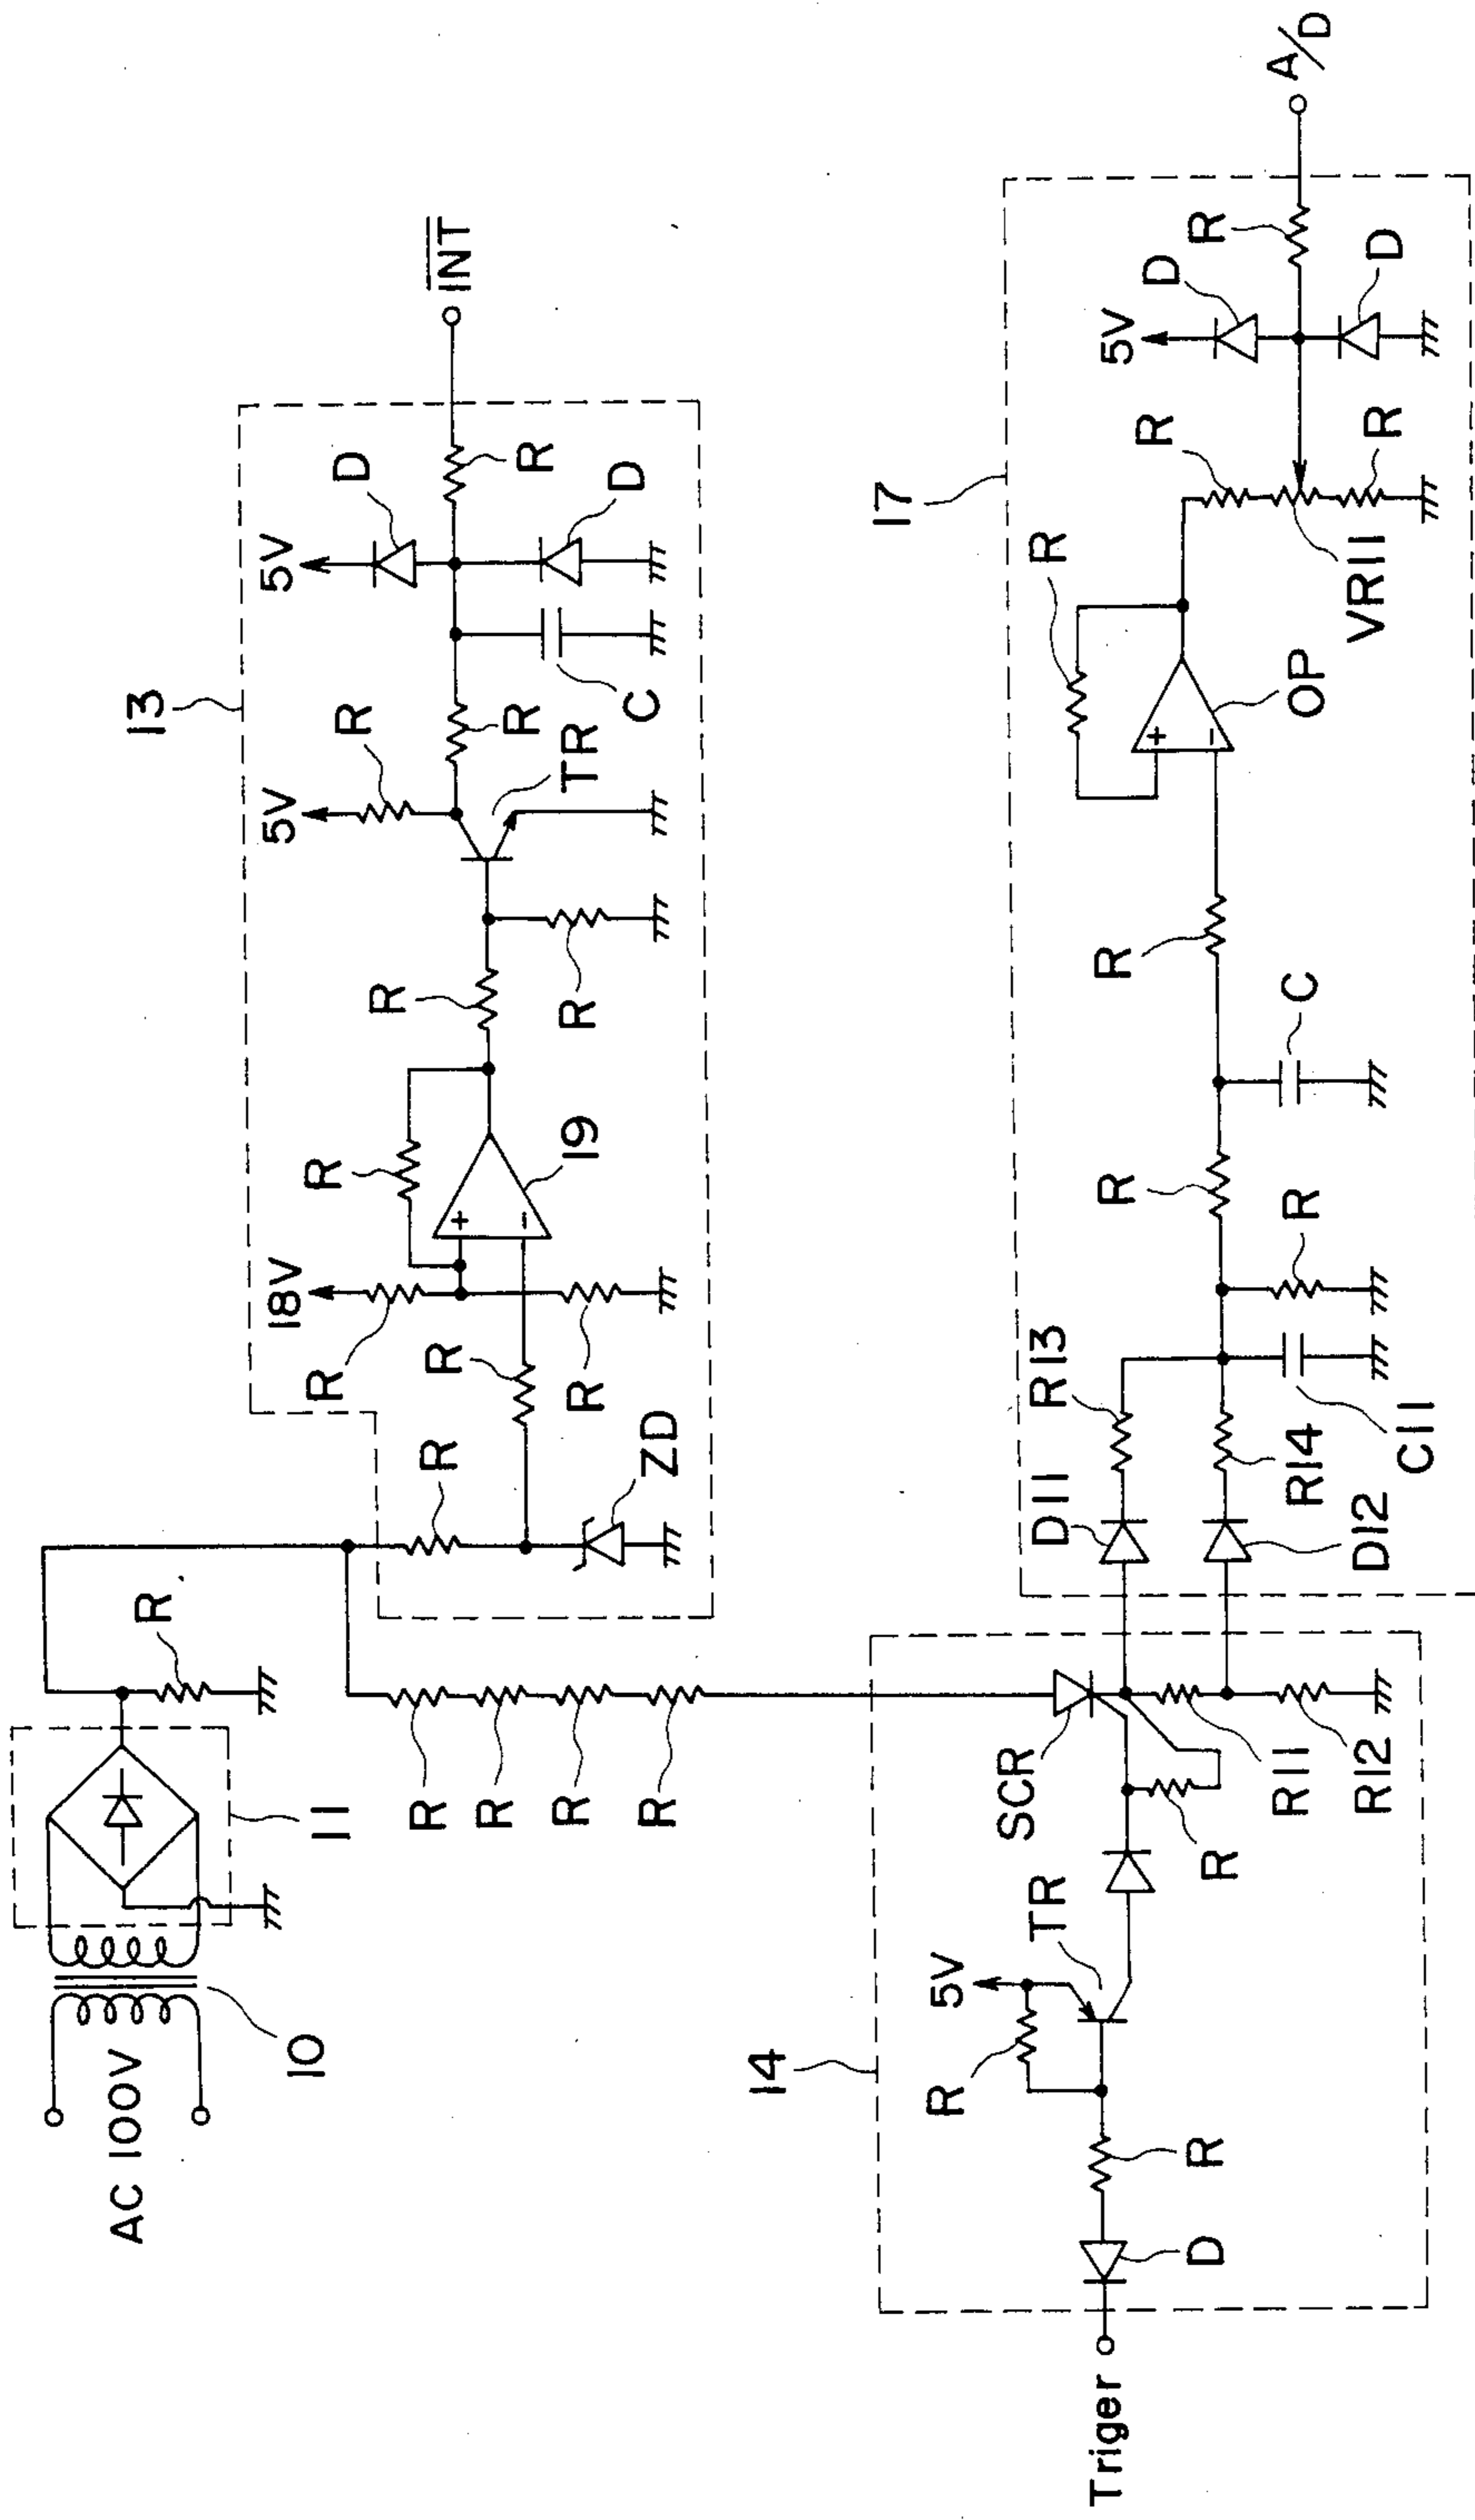 AC 100V
10
11
R
R
R
R
R
13
R
ZD
R
18V
R
R
R
19
R
R
5V
R
TR
R
C
5V
D
D
R
INT
Triger
14
D
R
R
5V
TR
R
SCR
R11
R12
17
D11
R13
D12
R14
C11
R
R
C
R
R
OP
R
VR11
R
5V
D
D
R
A/D